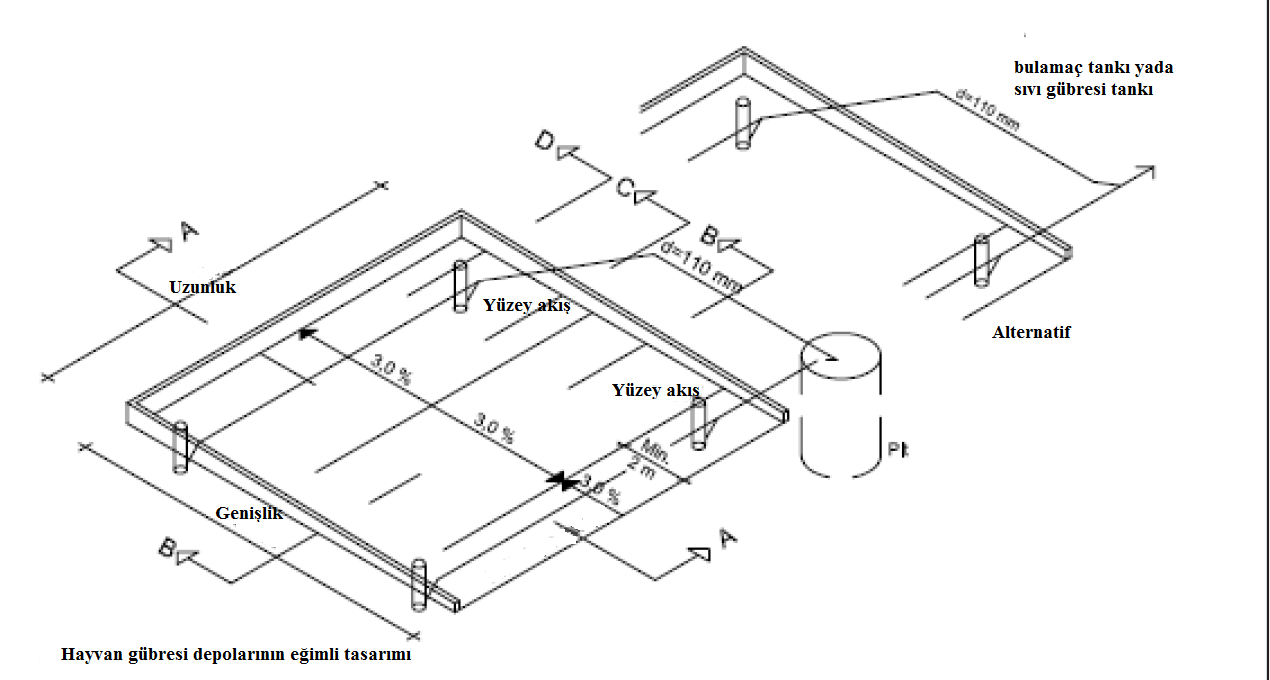 bulamaç tankı yada
sıvı gübresi tankı
d=110 mm
D
C
B
A
d=110 mm
Uzunluk
Yüzey akış
Alternatif
3,0 %
Yüzey akış
3,0 %
Min.
2 m
Plt
3,0 %
Genişlik
B
A
Hayvan gübresi depolarının eğimli tasarımı